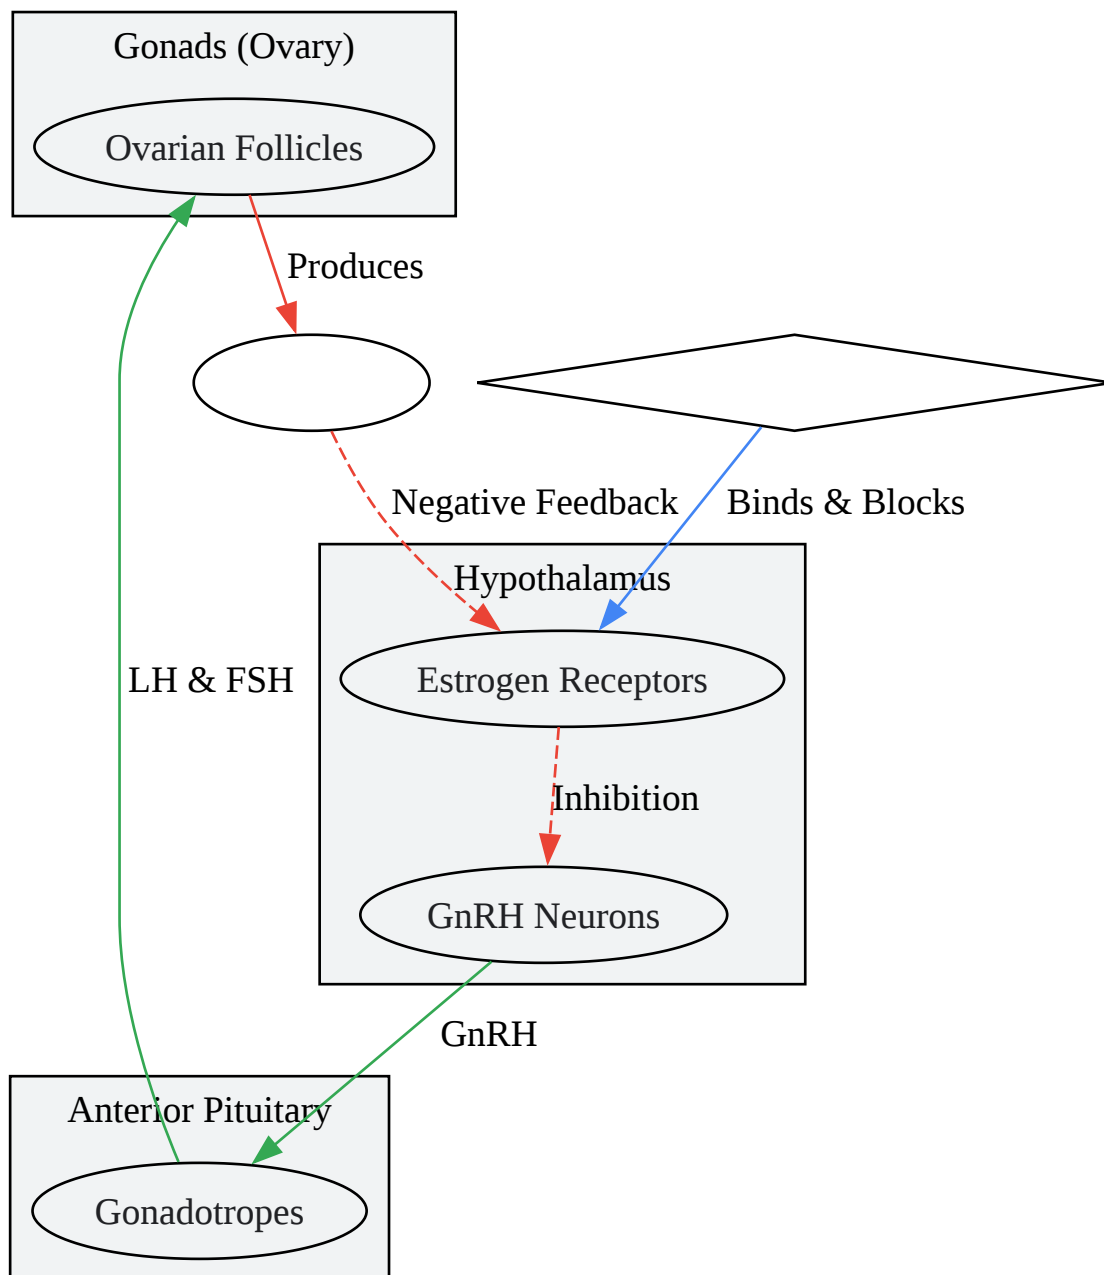 Gonads (Ovary)
Ovarian Follicles
Produces
Negative Feedback
Binds & Blocks
Hypothalamus
Estrogen Receptors
LH & FSH
Inhibition
GnRH Neurons
GnRH
Anterior Pituitary
Gonadotropes